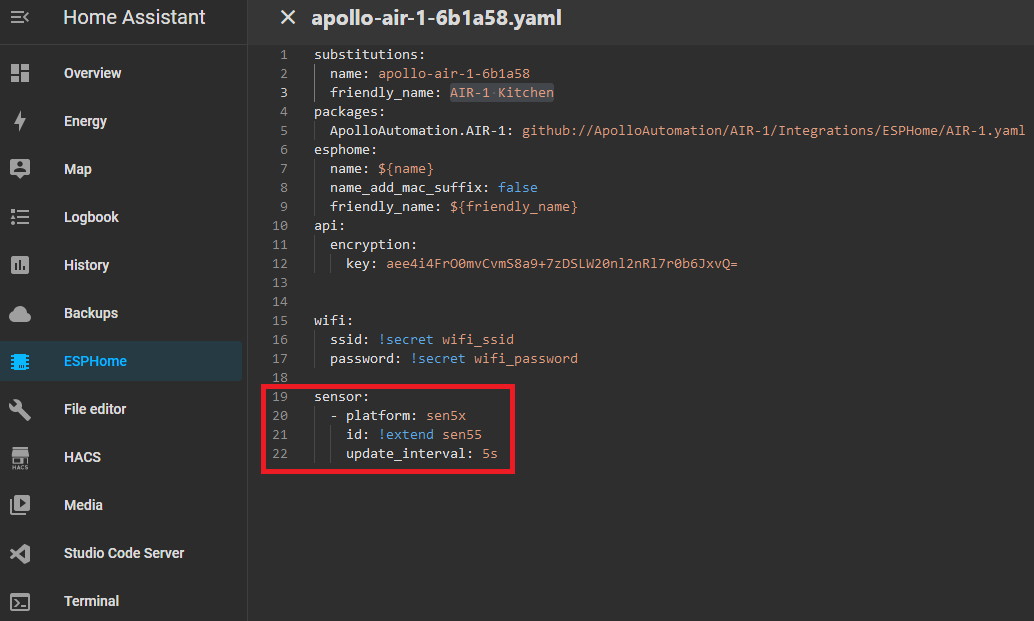 Home Assistant
Overview
Energy
Map
Logbook
History
Backups
ESPHome
File editor
HACS
HACS
Media
Studio Code Server
Terminal
apollo-air-1-6b1a58.yaml
1 substitutions:
2 name: apollo-air-1-6b1a58
3 friendly_name: AIR-1·Kitchen
4 packages:
5 ApolloAutomation.AIR-1: github://ApolloAutomation/AIR-1/Integrations/ESPHome/AIR-1.yaml
6 esphome:
7 name: ${name}
8 name_add_mac_suffix: false
9 friendly_name: ${friendly_name}
10 api:
11 encryption:
12 key: aee4i4FrO0mvCvmS8a9+7zDSLW20nl2nRl7r0b6JxvQ=
13
14
15 wifi:
16 ssid: !secret wifi_ssid
17 password: !secret wifi_password
18
19 sensor:
20 - platform: sen5x
21 id: !extend sen55
22 update_interval: 5s